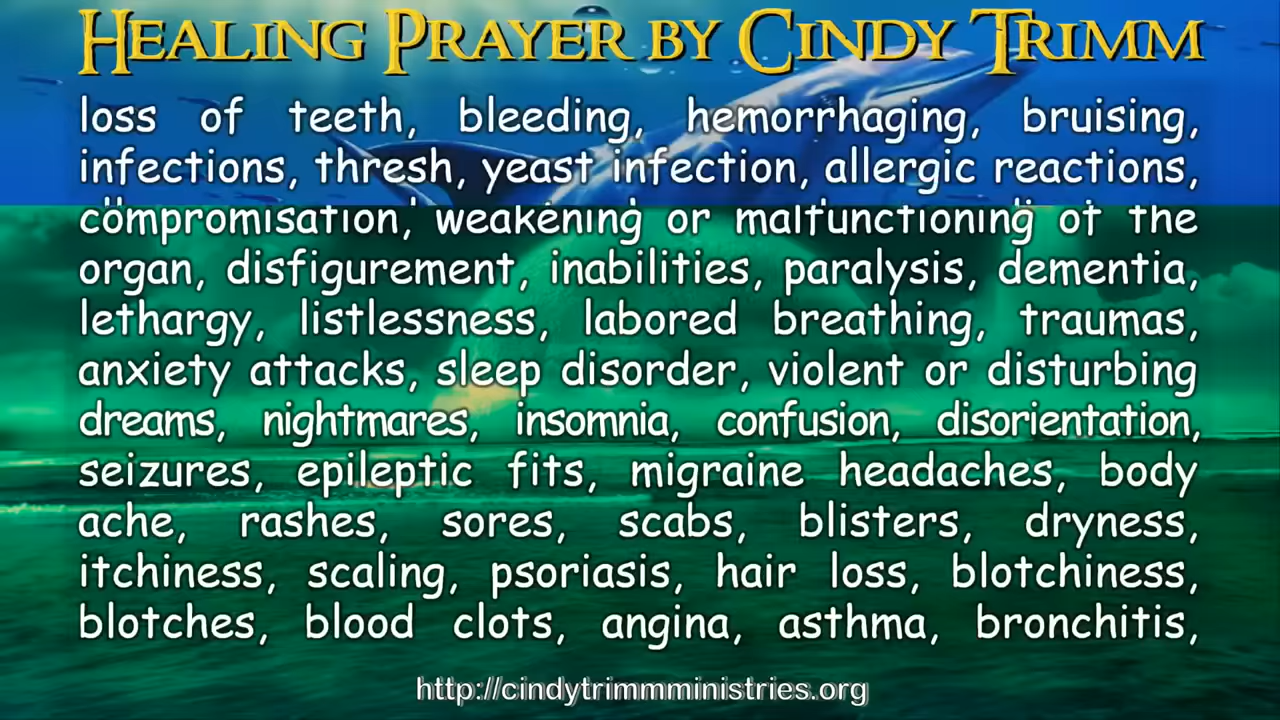 Healing Prayer by Cindy Trimm
loss of teeth, bleeding, hemorrhaging, bruising,
infections, thresh, yeast infection, allergic reactions,
compromisation, weakening or malfunctioning of the
organ, disfigurement, inabilities, paralysis, dementia,
lethargy, listlessness, labored breathing, traumas,
anxiety attacks, sleep disorder, violent or disturbing
dreams, nightmares, insomnia, confusion, disorientation,
seizures, epileptic fits, migraine headaches, body
ache, rashes, sores, scabs, blisters, dryness,
itchiness, scaling, psoriasis, hair loss, blotchiness,
blotches, blood clots, angina, asthma, bronchitis,
http://cindytrimmministries.org